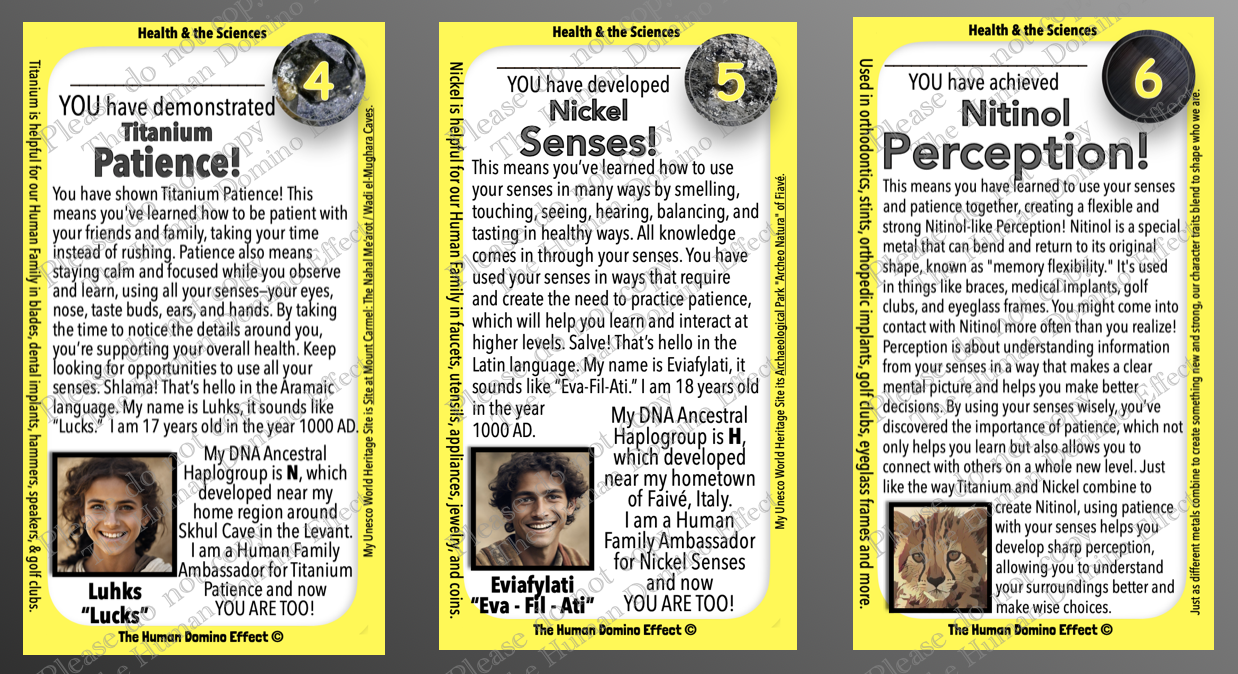 Health & the Sciences
4
YOU have demonstrated
Titanium
Patience!
You have shown Titanium Patience! This
means you've learned how to be patient with
your friends and family, taking your time
instead of rushing. Patience also means
staying calm and focused while you observe
and learn, using all your senses—your eyes,
nose, taste buds, ears, and hands. By taking
the time to notice the details around you,
you're supporting your overall health. Keep
looking for opportunities to use all your
senses. Shlama! That's hello in the Aramaic
language. My name is Luhks, it sounds like
"Lucks." I am 17 years old in the year 1000 AD.
My DNA Ancestral
Haplogroup is N, which
developed near my
home region around
Skhul Cave in the Levant.
I am a Human Family
Ambassador for Titanium
Patience and now
YOU ARE TOO!
Luhks
"Lucks"
The Human Domino Effect ©
Titanium is helpful for our Human Family in blades, dental implants, hammers, speakers, & golf clubs.
My Unesco World Heritage Site is Site at Mount Carmel: The Nahal Me'arot / Wadi el-Mughara Caves.
Health & the Sciences
5
YOU have developed
Nickel
Senses!
This means you've learned how to use
your senses in many ways by smelling,
touching, seeing, hearing, balancing, and
tasting in healthy ways. All knowledge
comes in through your senses. You have
used your senses in ways that require
and create the need to practice patience,
which will help you learn and interact at
higher levels. Salve! That's hello in the
Latin language. My name is Eviafylati, it
sounds like "Eva-Fil-Ati." I am 18 years old
in the year
1000 AD.
My DNA Ancestral
Haplogroup is H,
which developed
near my hometown
of Faivé, Italy.
I am a Human
Family Ambassador
for Nickel Senses
and now
YOU ARE TOO!
Eviafylati
"Eva - Fil - Ati"
The Human Domino Effect ©
Nickel is helpful for our Human Family in faucets, utensils, appliances, jewelry, and coins.
My Unesco World Heritage Site its Archaeological Park "Archeo Natura" of Fiavé.
Health & the Sciences
6
YOU have achieved
Nitinol
Perception!
This means you have learned to use your senses
and patience together, creating a flexible and
strong Nitinol-like Perception! Nitinol is a special
metal that can bend and return to its original
shape, known as "memory flexibility." It's used
in things like braces, medical implants, golf
clubs, and eyeglass frames. You might come into
contact with Nitinol more often than you realize!
Perception is about understanding information
from your senses in a way that makes a clear
mental picture and helps you make better
decisions. By using your senses wisely, you've
discovered the importance of patience, which not
only helps you learn but also allows you to
connect with others on a whole new level. Just
like the way Titanium and Nickel combine to
create Nitinol, using patience
with your senses helps you
develop sharp perception,
allowing you to understand
your surroundings better and
make wise choices.
The Human Domino Effect ©
Used in orthodontics, stints, orthopedic implants, golf clubs, eyeglass frames and more.
Just as different metals combine to create something new and strong, our character traits blend to shape who we are.
Please do not copy
The Human Domino Effect